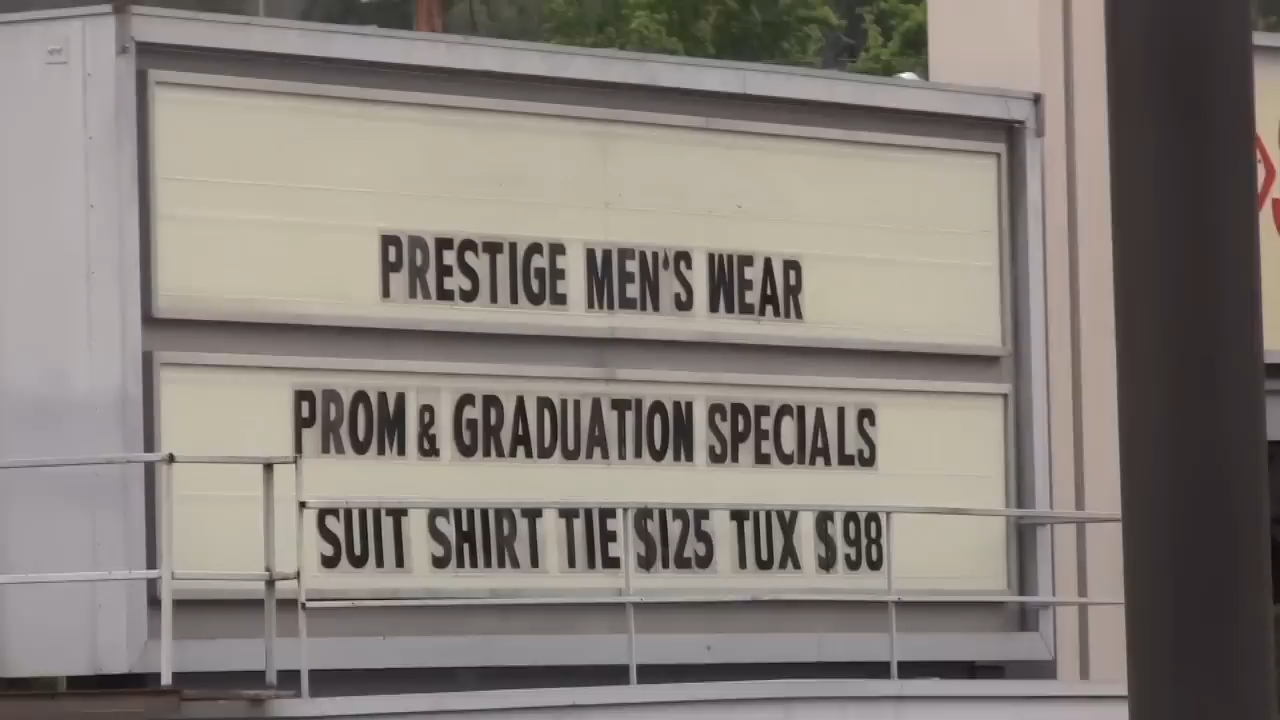 PRESTIGE MEN'S WEAR
PROM & GRADUATION SPECIALS
SUIT SHIRT TIE $125 TUX $98